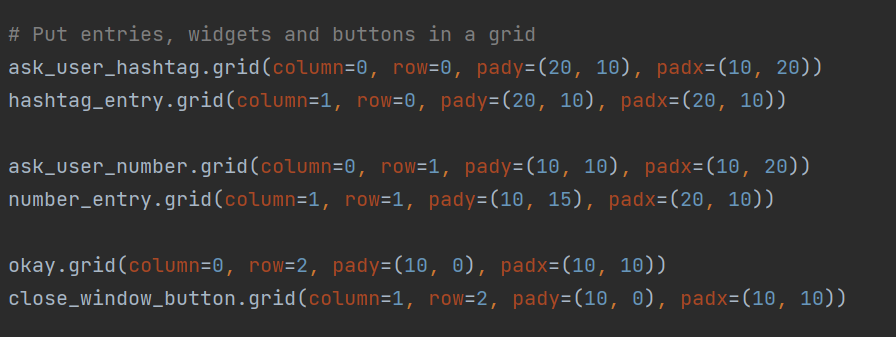 # Put entries, widgets and buttons in a grid
ask_user_hashtag.grid(column=0, row=0, pady=(20, 10), padx=(10, 20))
hashtag_entry.grid(column=1, row=0, pady=(20, 10), padx=(20, 10))
ask_user_number.grid(column=0, row=1, pady=(10, 10), padx=(10, 20))
number_entry.grid(column=1, row=1, pady=(10, 15), padx=(20, 10))
okay.grid(column=0, row=2, pady=(10, 0), padx=(10, 10))
close_window_button.grid(column=1, row=2, pady=(10, 0), padx=(10, 10))